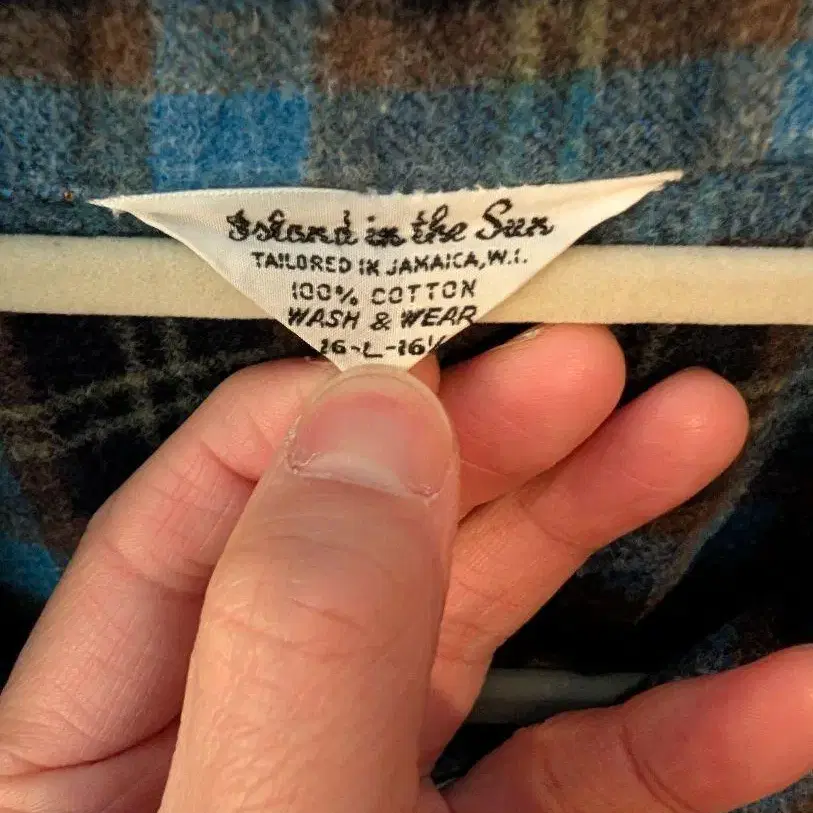 Island in the Sun
TAILORED IN JAMAICA, W.I.
100% COTTON
WASH & WEAR
16-L-16½